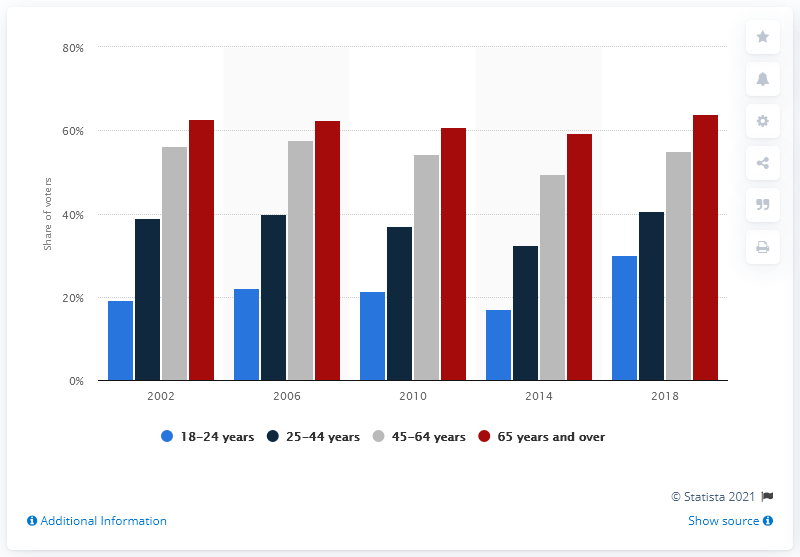 80%
60%
40%
20%
0%
Share of voters
2002 2006 2010 2014 2018
18-24 years 25-44 years 45-64 years 65 years and over
© Statista 2021
Additional Information Show source